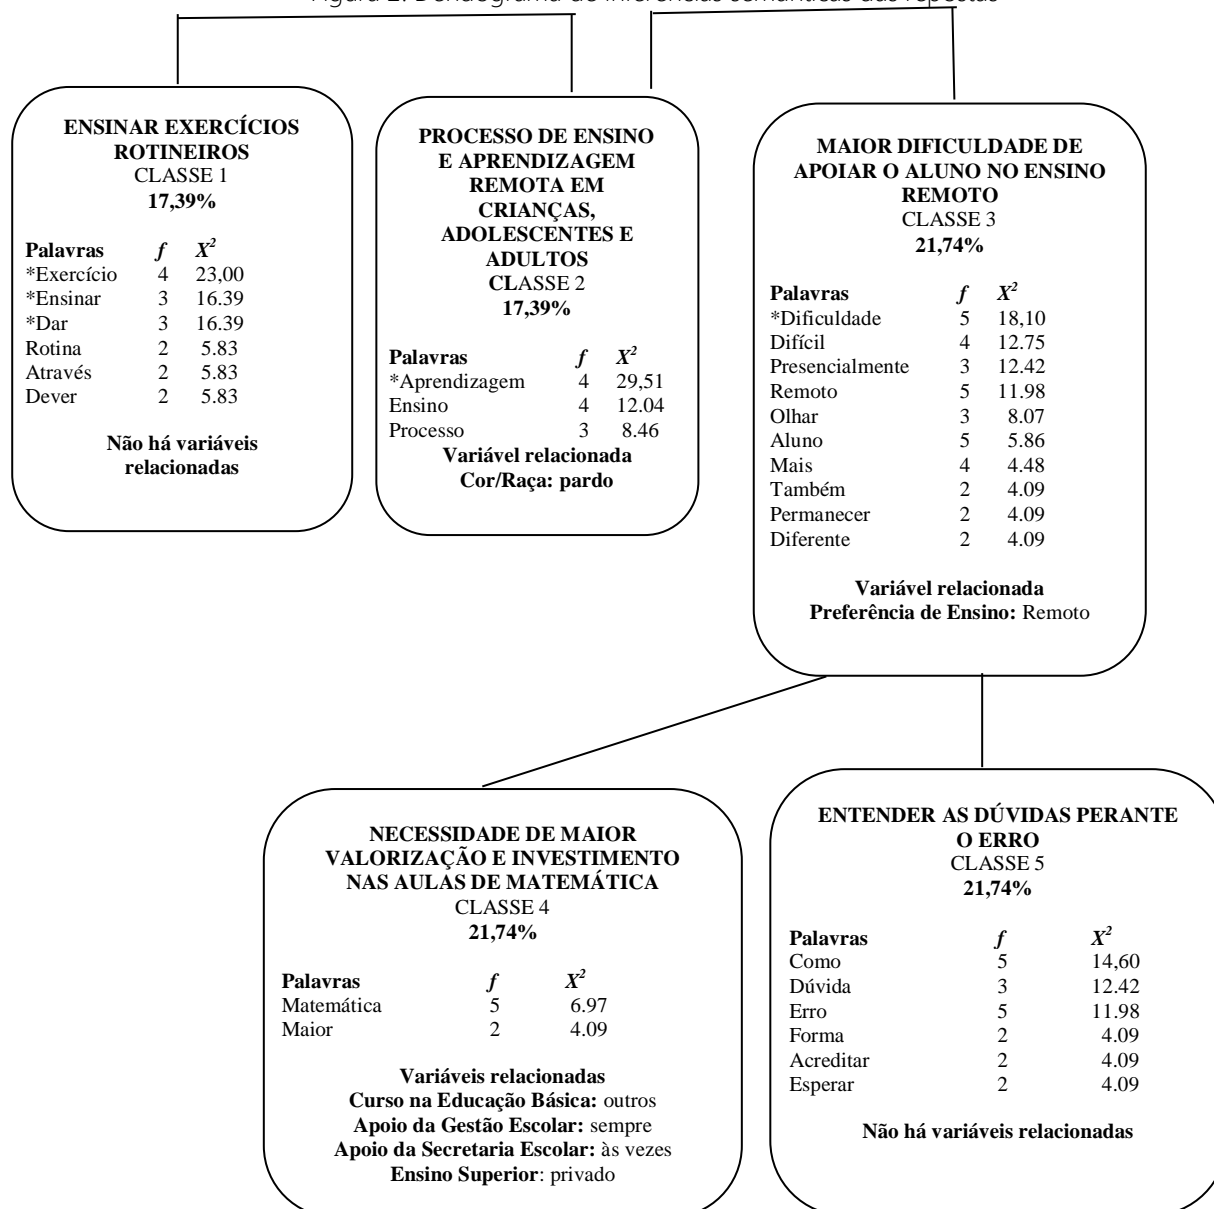 Figura 2. Dendograma de inferências semânticas das repostas
ENSINAR EXERCÍCIOS
ROTINEIROS
CLASSE 1
17,39%
Palavras f X²
*Exercício 4 23,00
*Ensinar 3 16.39
*Dar 3 16.39
Rotina 2 5.83
Através 2 5.83
Dever 2 5.83
Não há variáveis
relacionadas
PROCESSO DE ENSINO
E APRENDIZAGEM
REMOTA EM
CRIANÇAS,
ADOLESCENTES E
ADULTOS
CLASSE 2
17,39%
Palavras f X²
*Aprendizagem 4 29,51
Ensino 4 12.04
Processo 3 8.46
Variável relacionada
Cor/Raça: pardo
MAIOR DIFICULDADE DE
APOIAR O ALUNO NO ENSINO
REMOTO
CLASSE 3
21,74%
Palavras f X²
*Dificuldade 5 18,10
Difícil 4 12.75
Presencialmente 3 12.42
Remoto 5 11.98
Olhar 3 8.07
Aluno 5 5.86
Mais 4 4.48
Também 2 4.09
Permanecer 2 4.09
Diferente 2 4.09
Variável relacionada
Preferência de Ensino: Remoto
NECESSIDADE DE MAIOR
VALORIZAÇÃO E INVESTIMENTO
NAS AULAS DE MATEMÁTICA
CLASSE 4
21,74%
Palavras f X²
Matemática 5 6.97
Maior 2 4.09
Variáveis relacionadas
Curso na Educação Básica: outros
Apoio da Gestão Escolar: sempre
Apoio da Secretaria Escolar: às vezes
Ensino Superior: privado
ENTENDER AS DÚVIDAS PERANTE
O ERRO
CLASSE 5
21,74%
Palavras f X²
Como 5 14,60
Dúvida 3 12.42
Erro 5 11.98
Forma 2 4.09
Acreditar 2 4.09
Esperar 2 4.09
Não há variáveis relacionadas